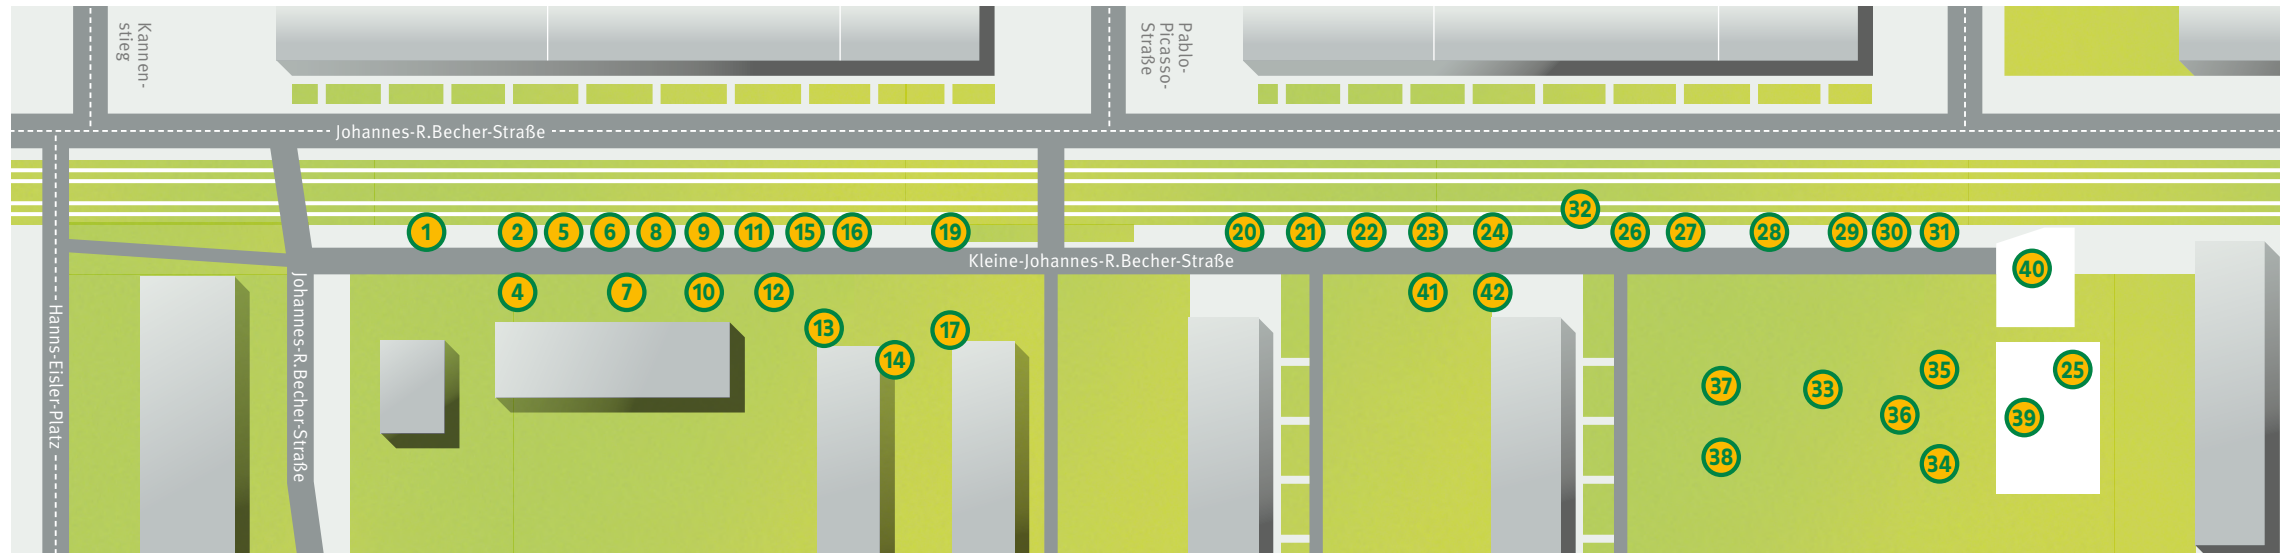 Kannen-
stieg
Pablo-
Picasso-
Straße
Johannes-R.Becher-Straße
32
1 2 5 6 8 9 11 15 16 19 20 21 22 23 24 26 27 28 29 30 31
Kleine-Johannes-R.Becher-Straße
40
Hanns-Eisler-Platz
Johannes-R.Becher-Straße
4 7 10 12 41 42
13 17
14
37 33 35 25
36 39
38 34